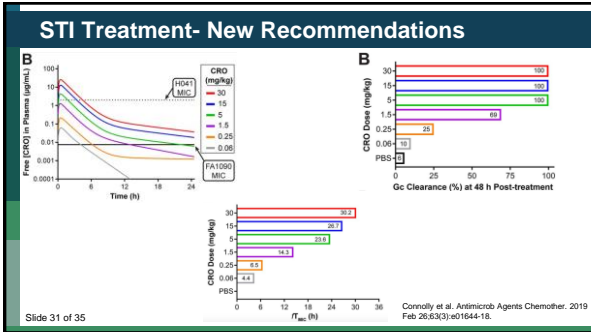 STI Treatment- New Recommendations
B
Free [CRO] in Plasma (µg/mL)
100
10
1
0.1
0.01
0.001
0.0001
0
6
12
18
24
Time (h)
H041
MIC
FA1090
MIC
CRO
(mg/kg)
30
15
5
1.5
0.25
0.06
B
CRO Dose (mg/kg)
30
100
15
100
5
100
1.5
69
0.25
25
0.06
10
PBS
6
0
25
50
75
100
Gc Clearance (%) at 48 h Post-treatment
CRO Dose (mg/kg)
30
30.2
15
26.7
5
23.6
1.5
14.3
0.25
6.5
0.06
4.4
PBS
0
6
12
18
24
30
36
fTMIC (h)
Connolly et al. Antimicrob Agents Chemother. 2019
Feb 26;63(3):e01644-18.
Slide 31 of 35